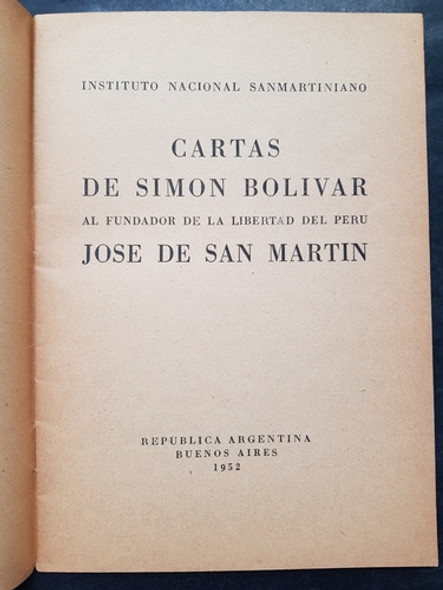 INSTITUTO NACIONAL SANMARTINIANO
CARTAS
DE SIMON BOLIVAR
AL FUNDADOR DE LA LIBERTAD DEL PERU
JOSE DE SAN MARTIN
REPUBLICA ARGENTINA
BUENOS AIRES
1952